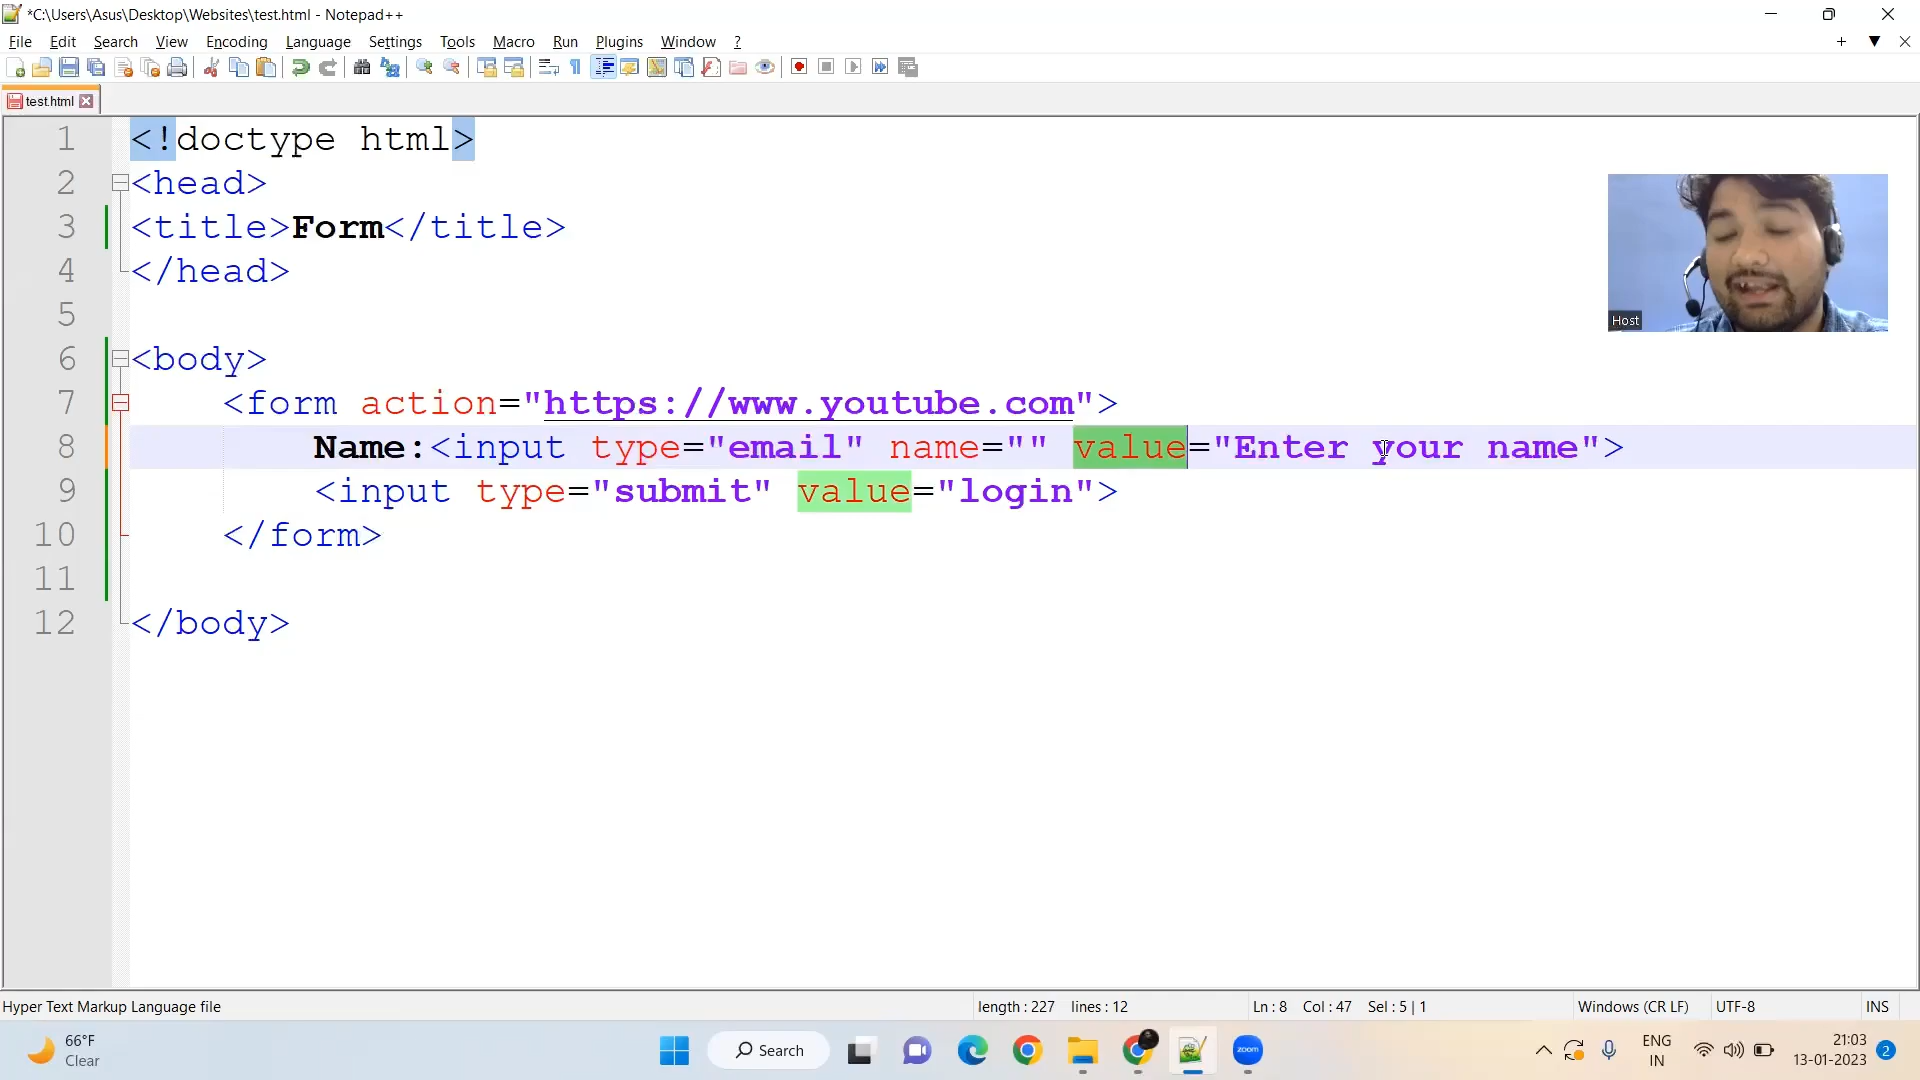 *C:\Users\Asus\Desktop\Websites\test.html - Notepad++
File Edit Search View Encoding Language Settings Tools Macro Run Plugins Window ?
test.html
1 <!doctype html>
2 <head>
3 <title>Form</title>
4 </head>
5
6 <body>
7 <form action="https://www.youtube.com">
8 Name:<input type="email" name="" value="Enter your name">
9 <input type="submit" value="login">
10 </form>
11
12 </body>
Host
Hyper Text Markup Language file length : 227 lines : 12 Ln : 8 Col : 47 Sel : 5 | 1 Windows (CR LF) UTF-8 INS
66°F
Clear
Search
zoom
ENG
IN
21:03
13-01-2023
2